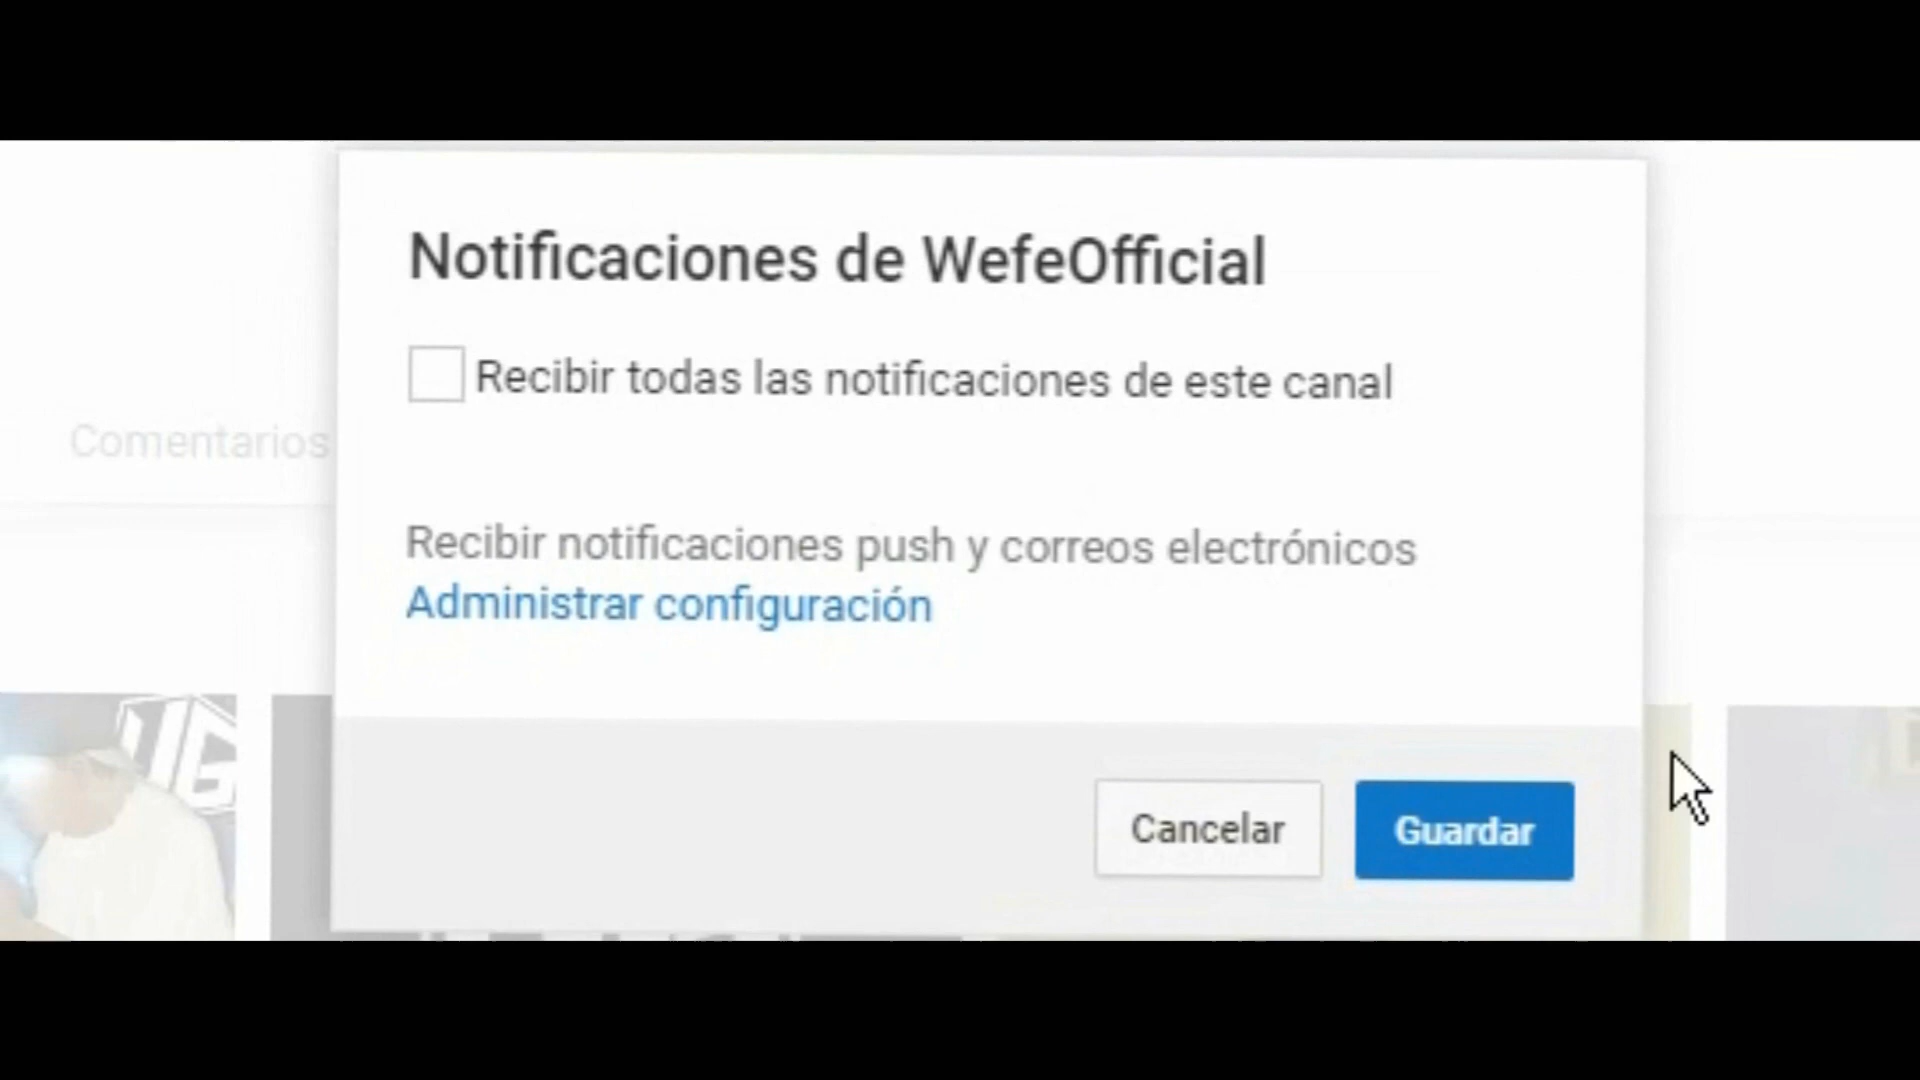 Notificaciones de WefeOfficial
Recibir todas las notificaciones de este canal
Comentarios
Recibir notificaciones push y correos electrónicos
Administrar configuración
Cancelar
Guardar